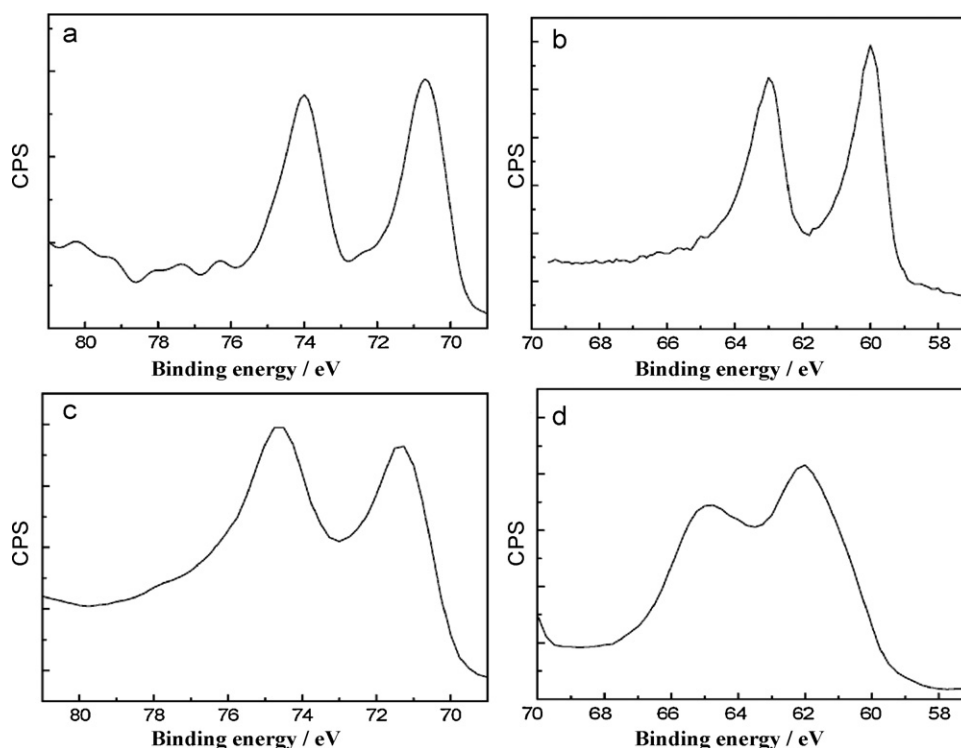 a
CPS
80 78 76 74 72 70
Binding energy / eV
b
CPS
70 68 66 64 62 60 58
Binding energy / eV
c
CPS
80 78 76 74 72 70
Binding energy / eV
d
CPS
70 68 66 64 62 60 58
Binding energy / eV